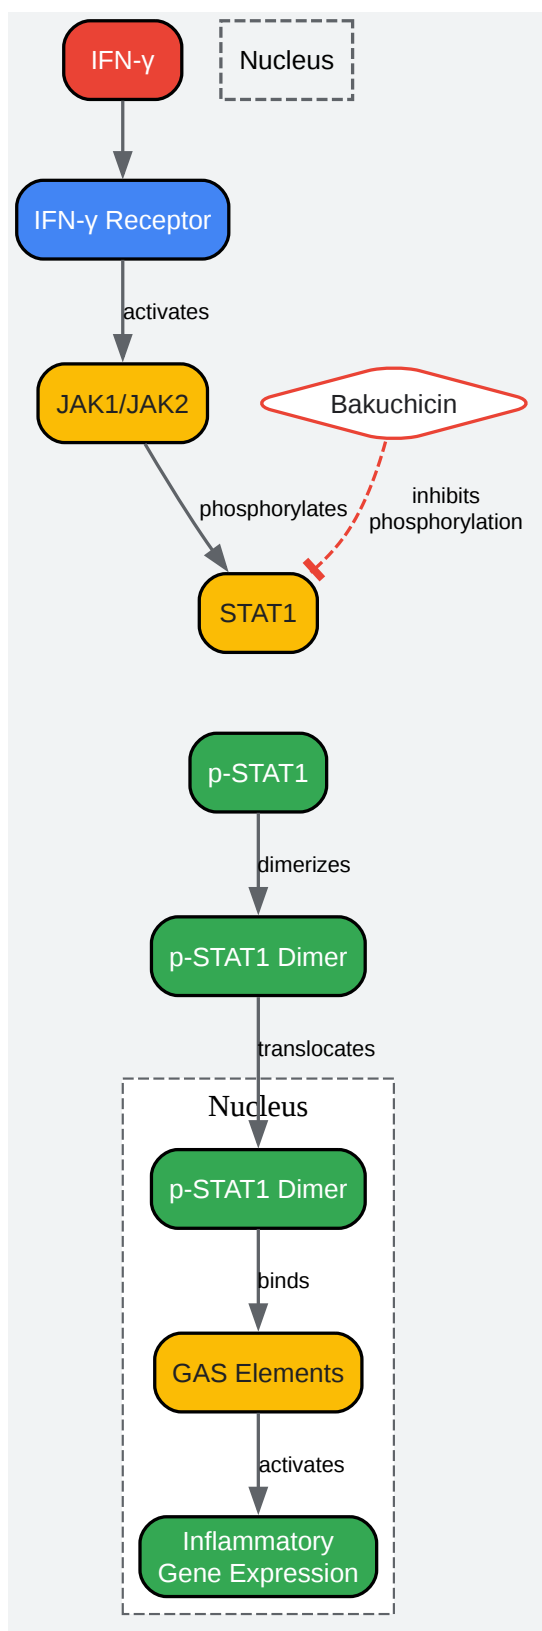 IFN-γ
Nucleus
IFN-γ Receptor
activates
JAK1/JAK2
Bakuchicin
phosphorylates
inhibits
phosphorylation
STAT1
p-STAT1
dimerizes
p-STAT1 Dimer
translocates
Nucleus
p-STAT1 Dimer
binds
GAS Elements
activates
Inflammatory
Gene Expression